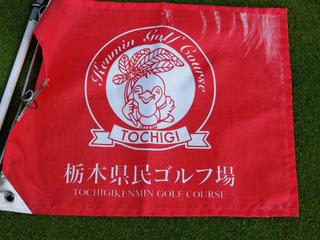 Kenmin Golf Course
TOCHIGI
栃木県民ゴルフ場
TOCHIGIKENMIN GOLF COURSE